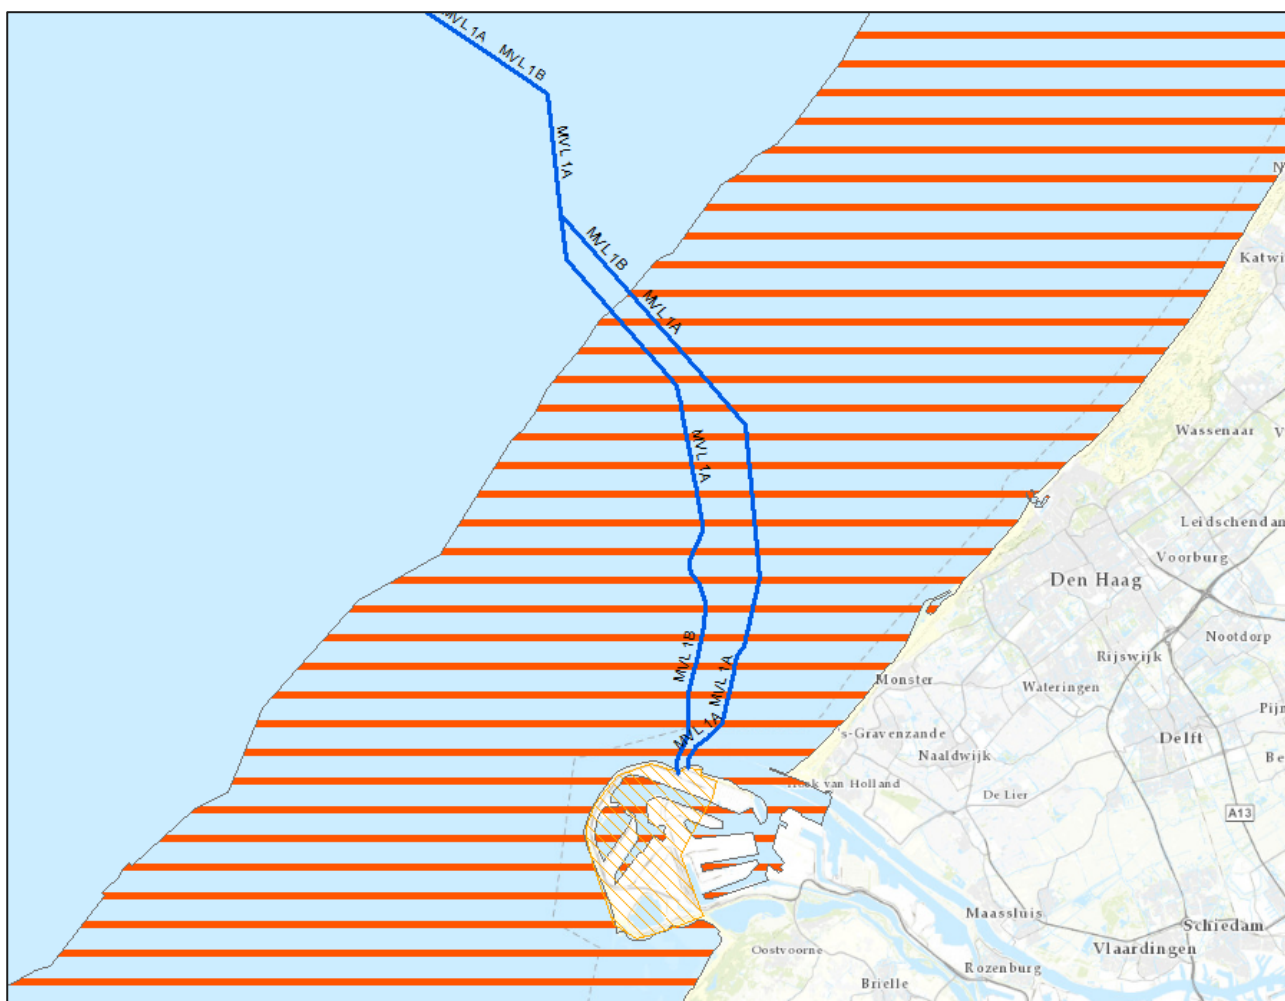 MVL 1A
MVL 1B
MVL 1A
N
MVL 1B
Katwi
MVL 1A
Wassenaar
V
MVL 1A
Leidschendam
Voorburg
Den Haag
Nootdorp
MVL 1B
Rijswijk
MVL 1A
Monster
Wateringen
Pijn
MVL 1A
's-Gravenzande
Delft
Naaldwijk
Be
Hoek van Holland
De Lier
A13
Maassluis
Schiedam
Oostvoorne
Vlaardingen
Rozenburg
Brielle